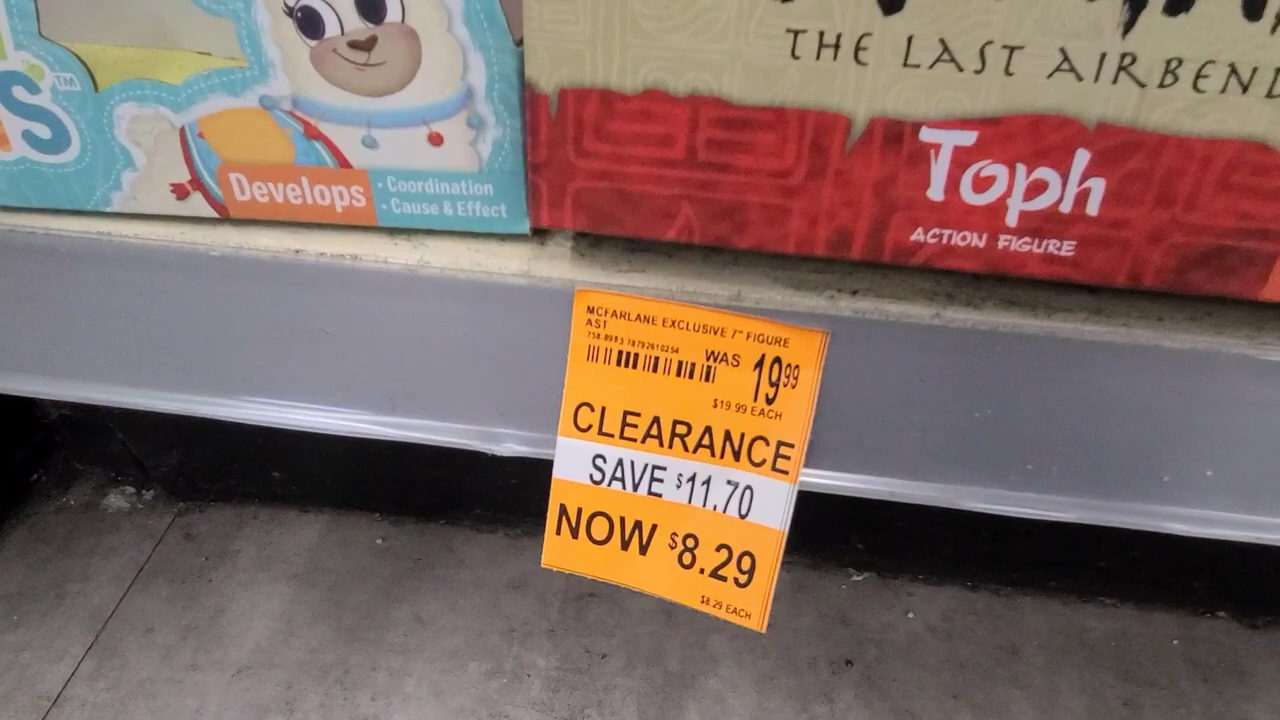 S™
Develops
• Coordination
• Cause & Effect
THE LAST AIRBEND
Toph
ACTION FIGURE
MCFARLANE EXCLUSIVE 7" FIGURE
AST
WAS 19 99
$19.99 EACH
CLEARANCE
SAVE $11.70
NOW $8.29
$8.29 EACH